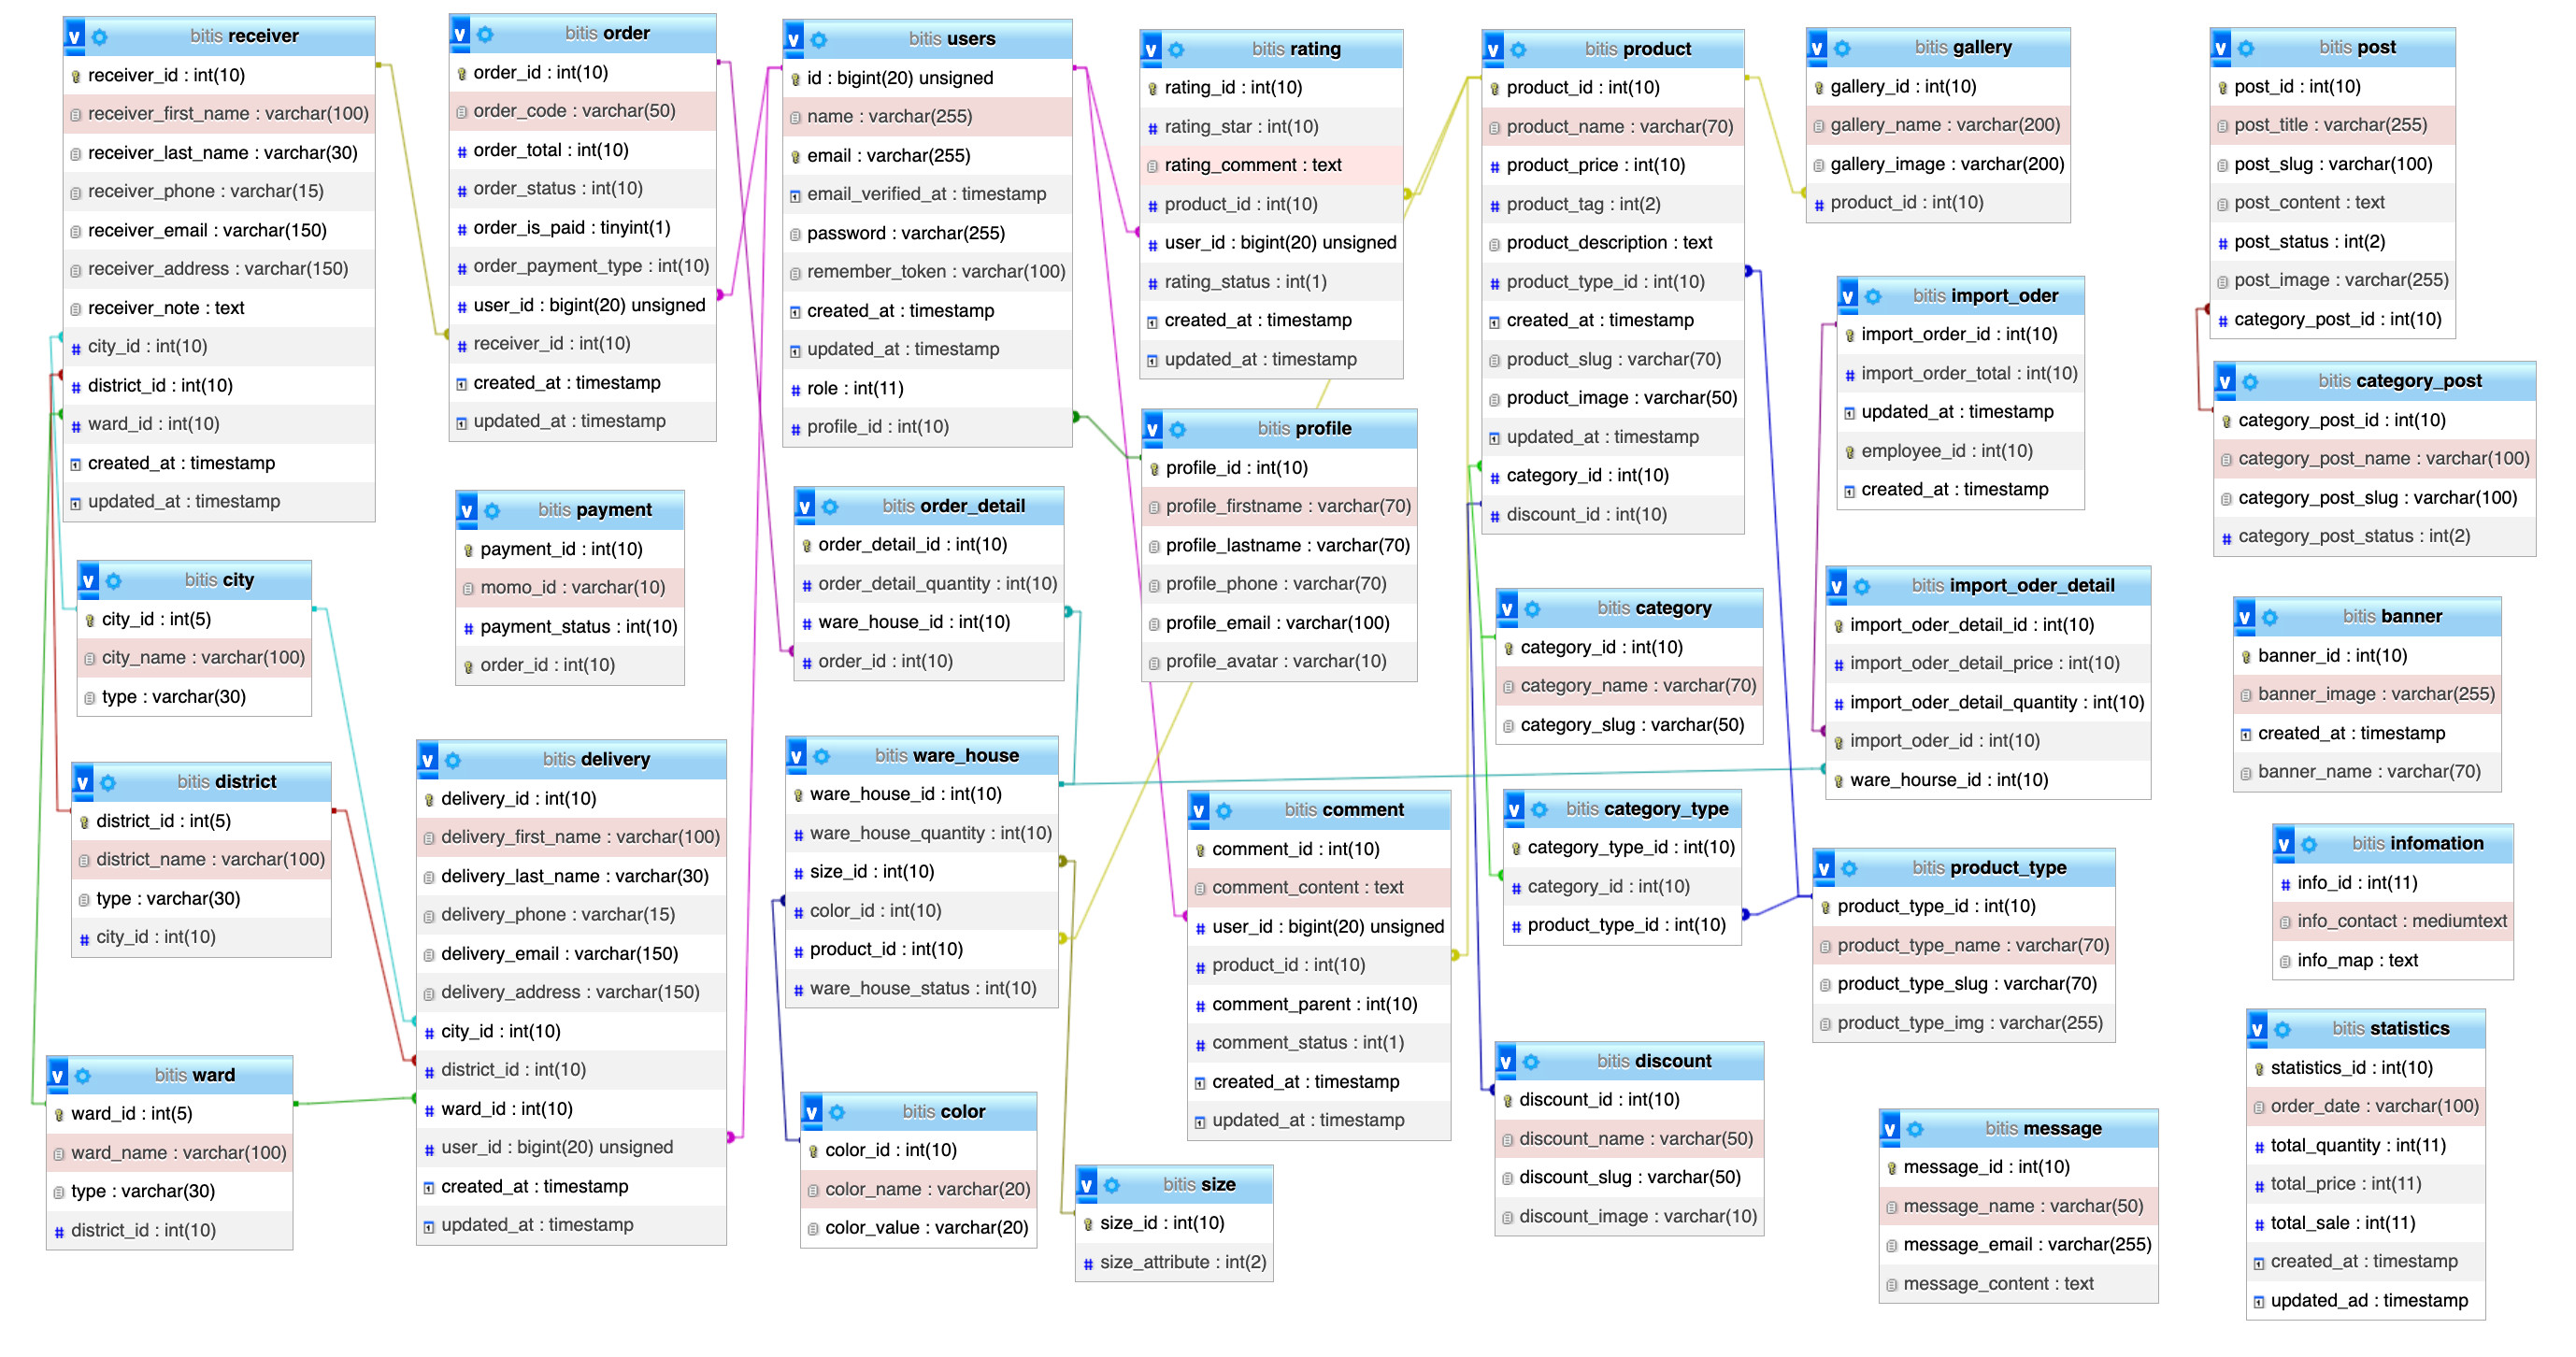 bitis receiver
receiver_id : int(10)
receiver_first_name : varchar(100)
receiver_last_name : varchar(30)
receiver_phone : varchar(15)
receiver_email : varchar(150)
receiver_address : varchar(150)
receiver_note : text
city_id : int(10)
district_id : int(10)
ward_id : int(10)
created_at : timestamp
updated_at : timestamp
bitis city
city_id : int(5)
city_name : varchar(100)
type : varchar(30)
bitis district
district_id : int(5)
district_name : varchar(100)
type : varchar(30)
city_id : int(10)
bitis ward
ward_id : int(5)
ward_name : varchar(100)
type : varchar(30)
district_id : int(10)
bitis order
order_id : int(10)
order_code : varchar(50)
order_total : int(10)
order_status : int(10)
order_is_paid : tinyint(1)
order_payment_type : int(10)
user_id : bigint(20) unsigned
receiver_id : int(10)
created_at : timestamp
updated_at : timestamp
bitis payment
payment_id : int(10)
momo_id : varchar(10)
payment_status : int(10)
order_id : int(10)
bitis delivery
delivery_id : int(10)
delivery_first_name : varchar(100)
delivery_last_name : varchar(30)
delivery_phone : varchar(15)
delivery_email : varchar(150)
delivery_address : varchar(150)
city_id : int(10)
district_id : int(10)
ward_id : int(10)
user_id : bigint(20) unsigned
created_at : timestamp
updated_at : timestamp
bitis users
id : bigint(20) unsigned
name : varchar(255)
email : varchar(255)
email_verified_at : timestamp
password : varchar(255)
remember_token : varchar(100)
created_at : timestamp
updated_at : timestamp
role : int(11)
profile_id : int(10)
bitis order_detail
order_detail_id : int(10)
order_detail_quantity : int(10)
ware_house_id : int(10)
order_id : int(10)
bitis ware_house
ware_house_id : int(10)
ware_house_quantity : int(10)
size_id : int(10)
color_id : int(10)
product_id : int(10)
ware_house_status : int(10)
bitis color
color_id : int(10)
color_name : varchar(20)
color_value : varchar(20)
bitis size
size_id : int(10)
size_attribute : int(2)
bitis rating
rating_id : int(10)
rating_star : int(10)
rating_comment : text
product_id : int(10)
user_id : bigint(20) unsigned
rating_status : int(1)
created_at : timestamp
updated_at : timestamp
bitis profile
profile_id : int(10)
profile_firstname : varchar(70)
profile_lastname : varchar(70)
profile_phone : varchar(70)
profile_email : varchar(100)
profile_avatar : varchar(10)
bitis comment
comment_id : int(10)
comment_content : text
user_id : bigint(20) unsigned
product_id : int(10)
comment_parent : int(10)
comment_status : int(1)
created_at : timestamp
updated_at : timestamp
bitis product
product_id : int(10)
product_name : varchar(70)
product_price : int(10)
product_tag : int(2)
product_description : text
product_type_id : int(10)
created_at : timestamp
product_slug : varchar(70)
product_image : varchar(50)
updated_at : timestamp
category_id : int(10)
discount_id : int(10)
bitis category
category_id : int(10)
category_name : varchar(70)
category_slug : varchar(50)
bitis category_type
category_type_id : int(10)
category_id : int(10)
product_type_id : int(10)
bitis discount
discount_id : int(10)
discount_name : varchar(50)
discount_slug : varchar(50)
discount_image : varchar(10)
bitis gallery
gallery_id : int(10)
gallery_name : varchar(200)
gallery_image : varchar(200)
product_id : int(10)
bitis import_oder
import_order_id : int(10)
import_order_total : int(10)
updated_at : timestamp
employee_id : int(10)
created_at : timestamp
bitis import_oder_detail
import_oder_detail_id : int(10)
import_oder_detail_price : int(10)
import_oder_detail_quantity : int(10)
import_oder_id : int(10)
ware_hourse_id : int(10)
bitis product_type
product_type_id : int(10)
product_type_name : varchar(70)
product_type_slug : varchar(70)
product_type_img : varchar(255)
bitis message
message_id : int(10)
message_name : varchar(50)
message_email : varchar(255)
message_content : text
bitis post
post_id : int(10)
post_title : varchar(255)
post_slug : varchar(100)
post_content : text
post_status : int(2)
post_image : varchar(255)
category_post_id : int(10)
bitis category_post
category_post_id : int(10)
category_post_name : varchar(100)
category_post_slug : varchar(100)
category_post_status : int(2)
bitis banner
banner_id : int(10)
banner_image : varchar(255)
created_at : timestamp
banner_name : varchar(70)
bitis infomation
info_id : int(11)
info_contact : mediumtext
info_map : text
bitis statistics
statistics_id : int(10)
order_date : varchar(100)
total_quantity : int(11)
total_price : int(11)
total_sale : int(11)
created_at : timestamp
updated_ad : timestamp